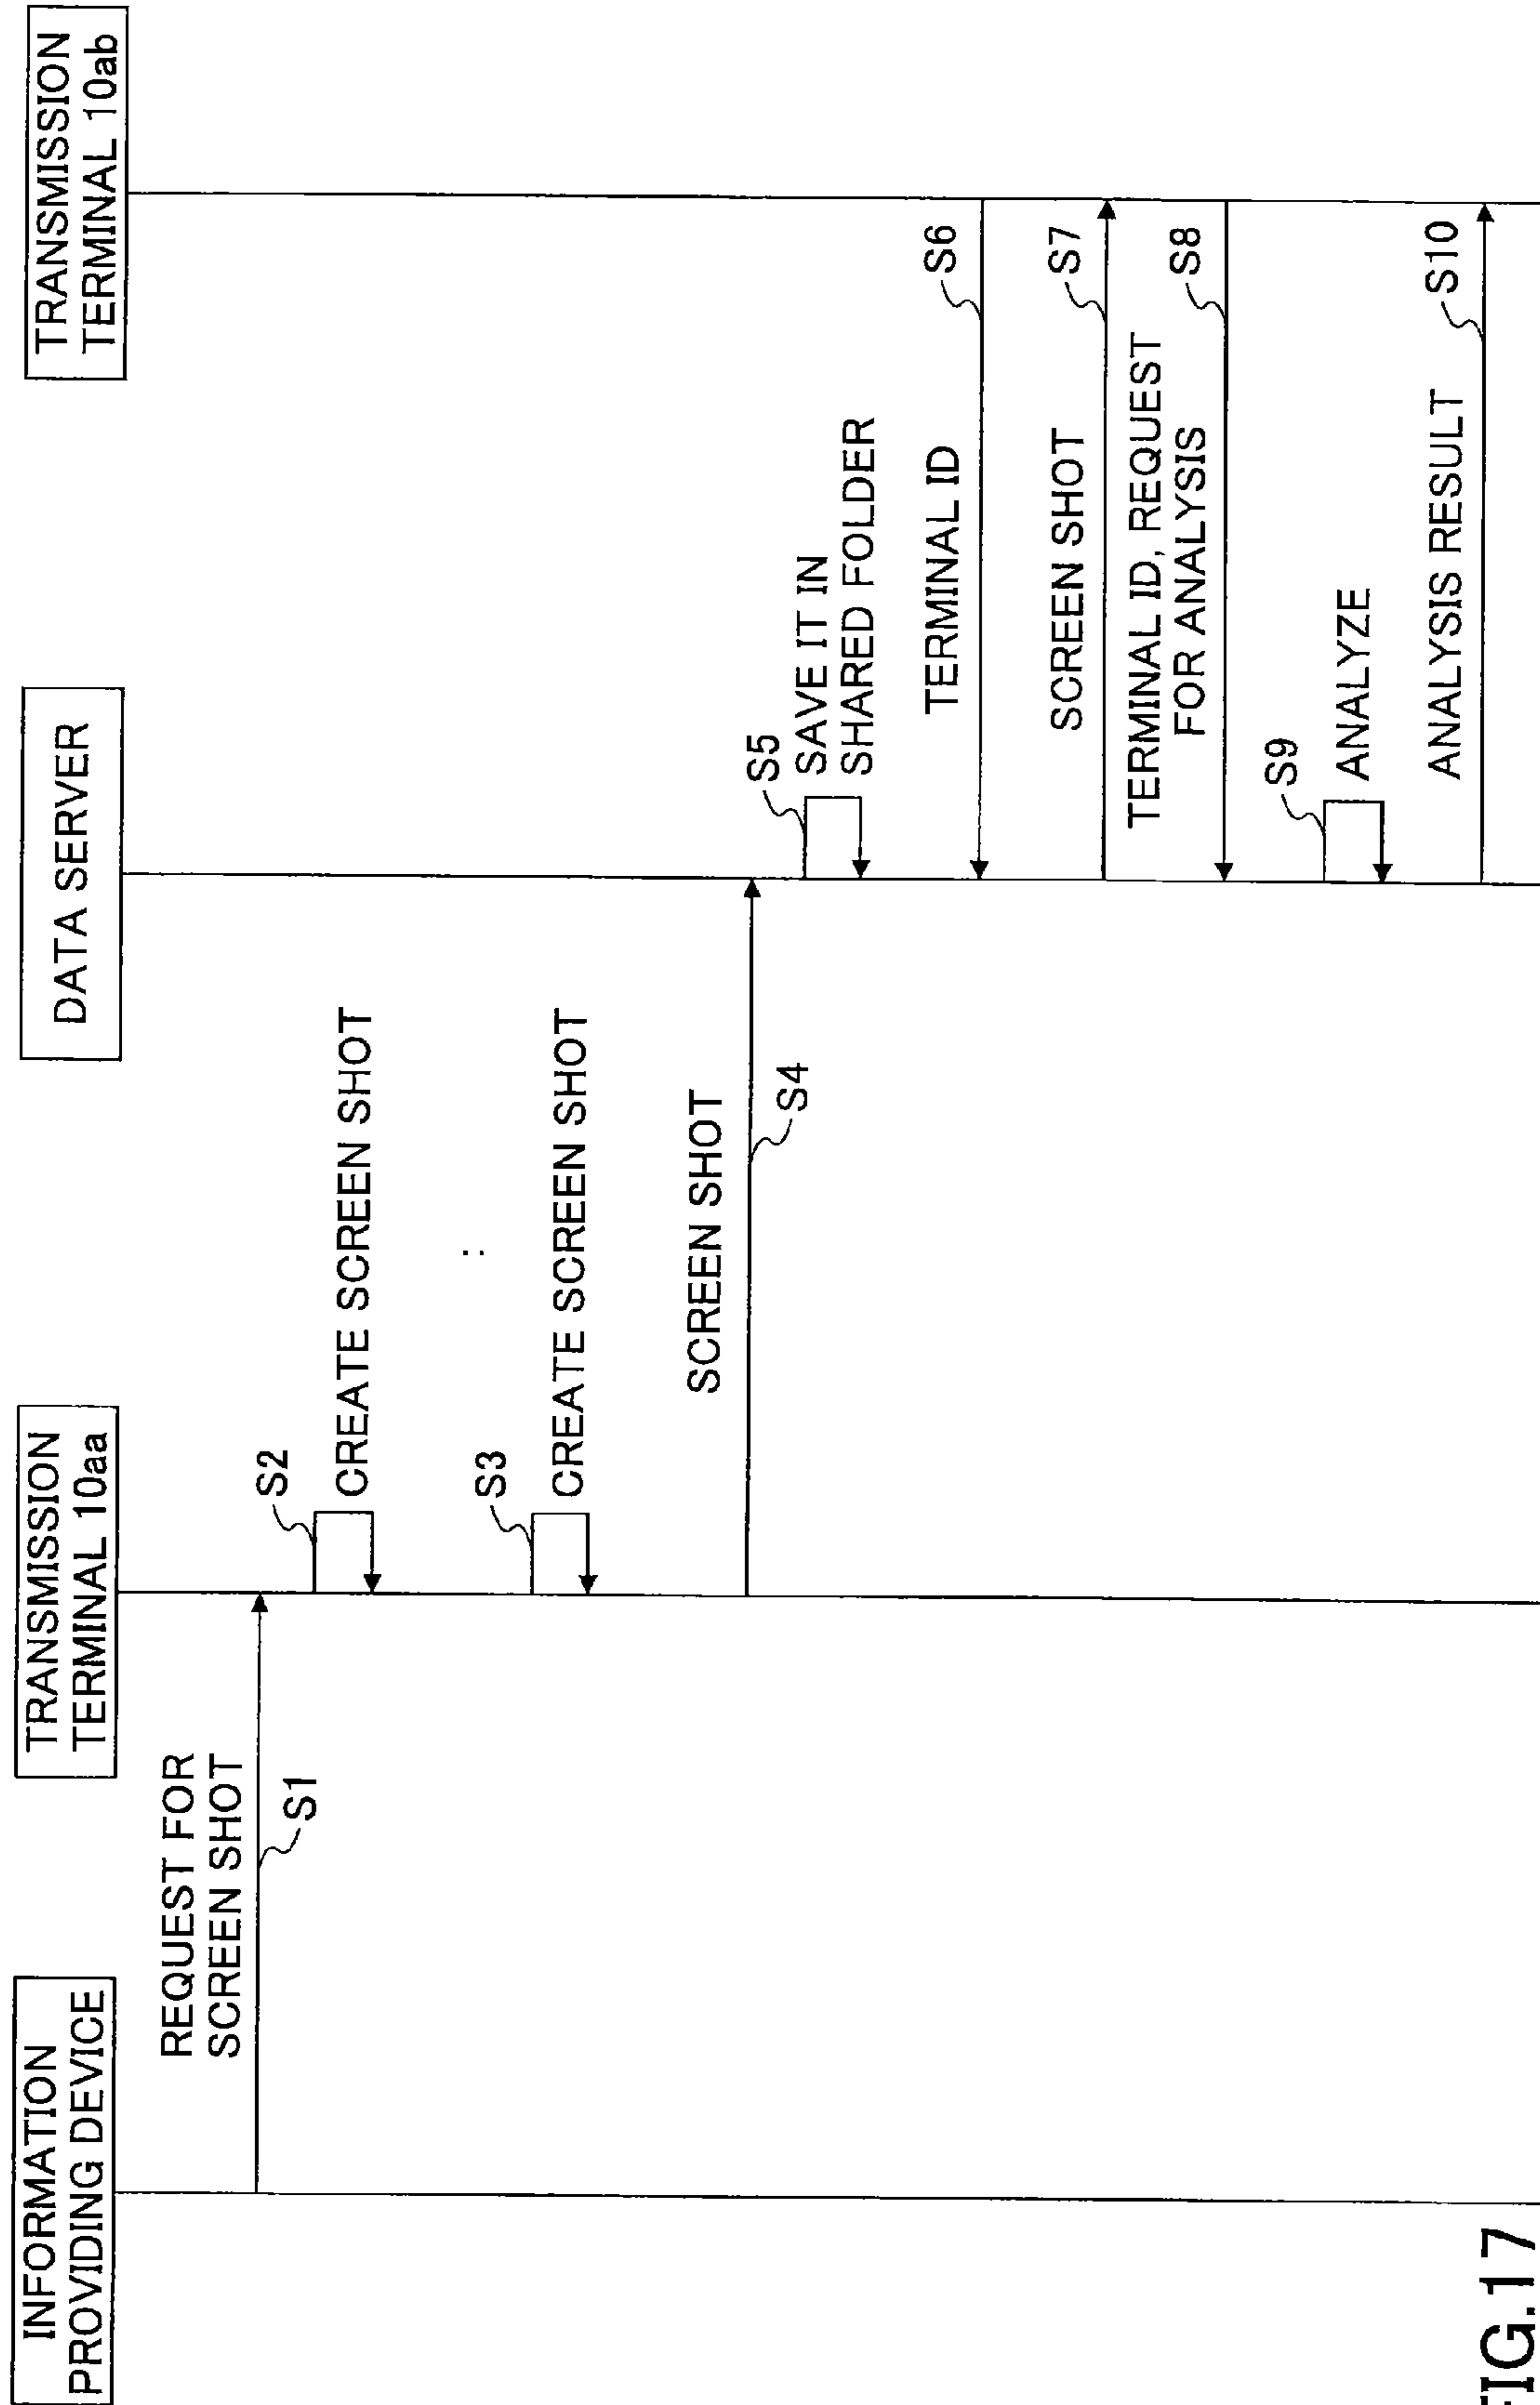 FIG.17
INFORMATION
PROVIDING DEVICE
TRANSMISSION
TERMINAL 10aa
DATA SERVER
TRANSMISSION
TERMINAL 10ab
REQUEST FOR
SCREEN SHOT
S1
S2
CREATE SCREEN SHOT
:
S3
CREATE SCREEN SHOT
SCREEN SHOT
S4
S5
SAVE IT IN
SHARED FOLDER
TERMINAL ID
S6
SCREEN SHOT
S7
TERMINAL ID, REQUEST
FOR ANALYSIS
S8
S9
ANALYZE
ANALYSIS RESULT
S10